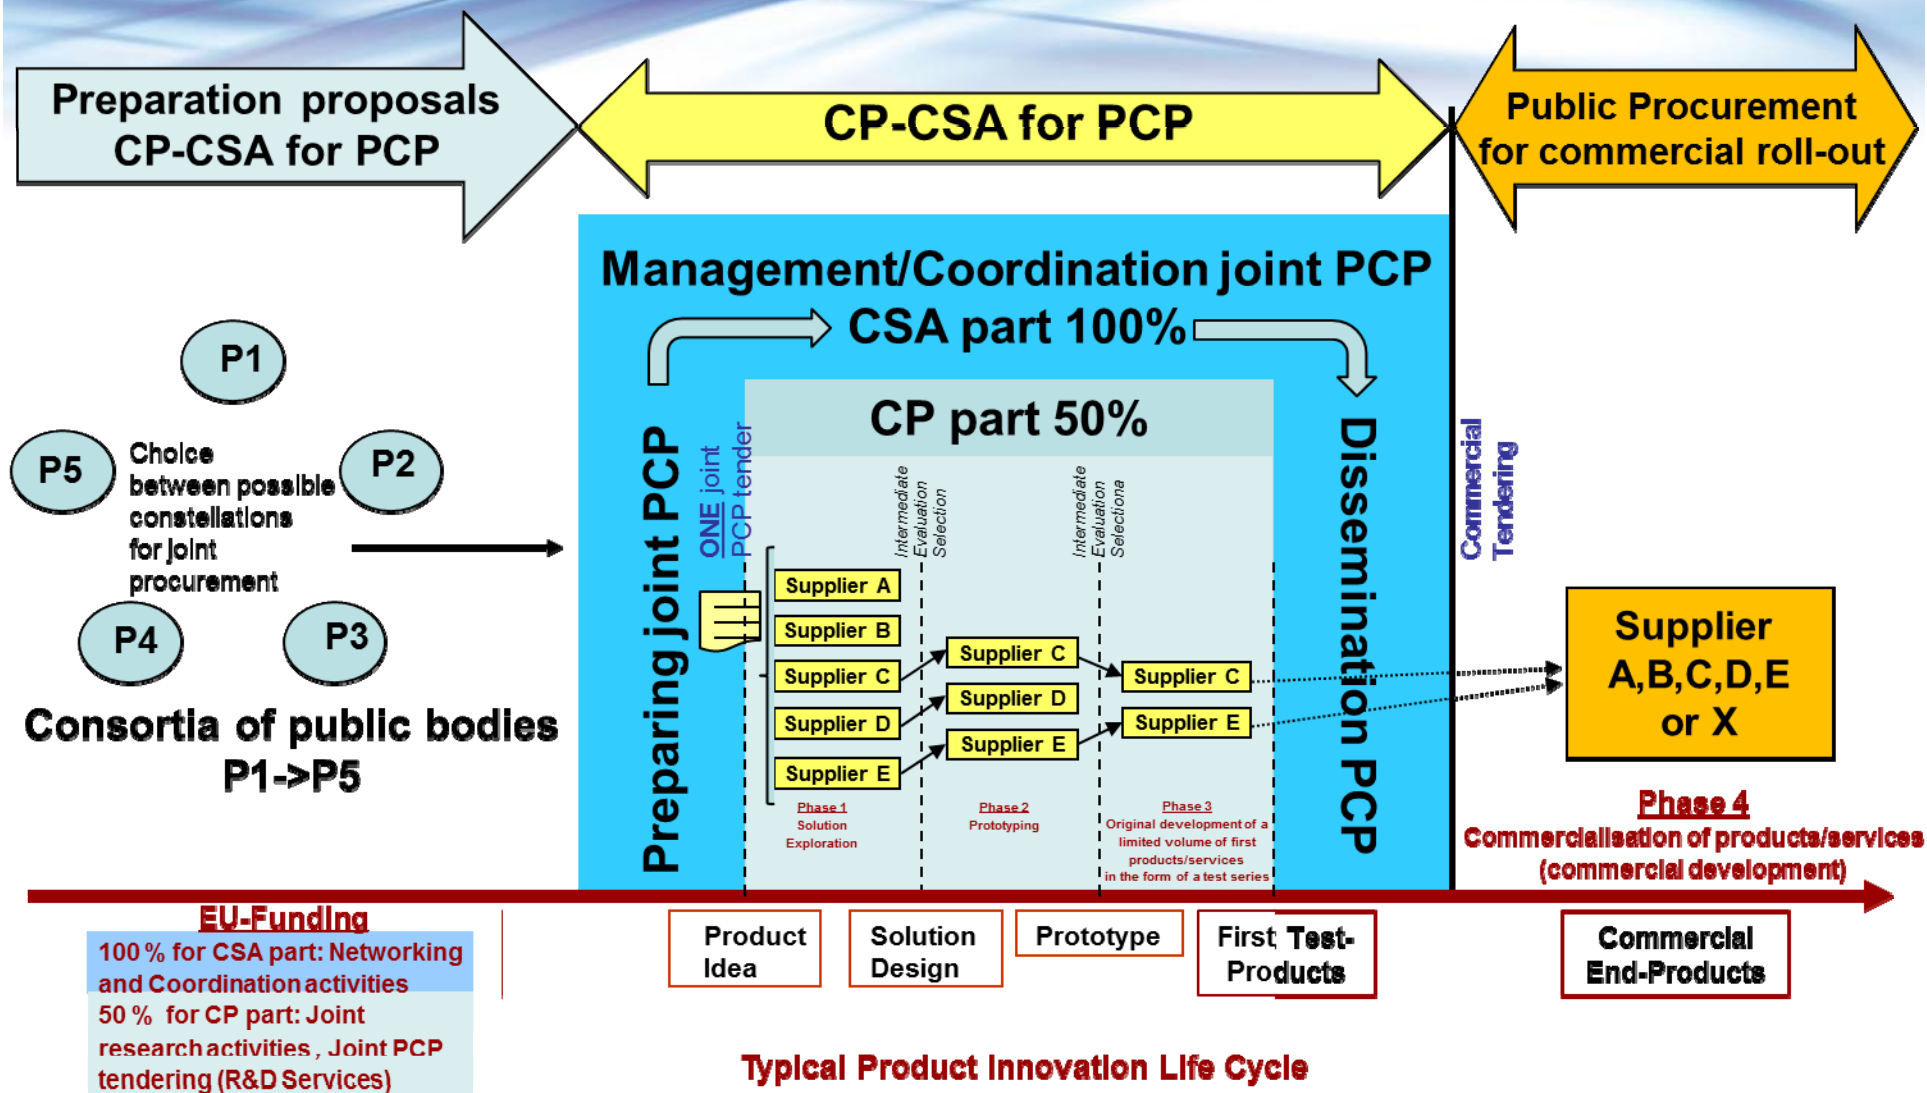 Preparation proposals
CP-CSA for PCP
CP-CSA for PCP
Public Procurement
for commercial roll-out
Management/Coordination joint PCP
CSA part 100%
CP part 50%
P1
P5
P2
P4
P3
Choice
between possible
constellations
for joint
procurement
Consortia of public bodies
P1->P5
Preparing joint PCP
ONE joint
PCP tender
Intermediate
Evaluation
Selection
Intermediate
Evaluation
Selectiona
Supplier A
Supplier B
Supplier C
Supplier D
Supplier E
Supplier C
Supplier D
Supplier E
Supplier C
Supplier E
Phase 1
Solution
Exploration
Phase 2
Prototyping
Phase 3
Original development of a
limited volume of first
products/services
in the form of a test series
Dissemination PCP
Commercial
Tendering
Supplier
A,B,C,D,E
or X
Phase 4
Commercialisation of products/services
(commercial development)
EU-Funding
100 % for CSA part: Networking
and Coordination activities
50 % for CP part: Joint
research activities , Joint PCP
tendering (R&D Services)
Product
Idea
Solution
Design
Prototype
First Test-
Products
Commercial
End-Products
Typical Product Innovation Life Cycle